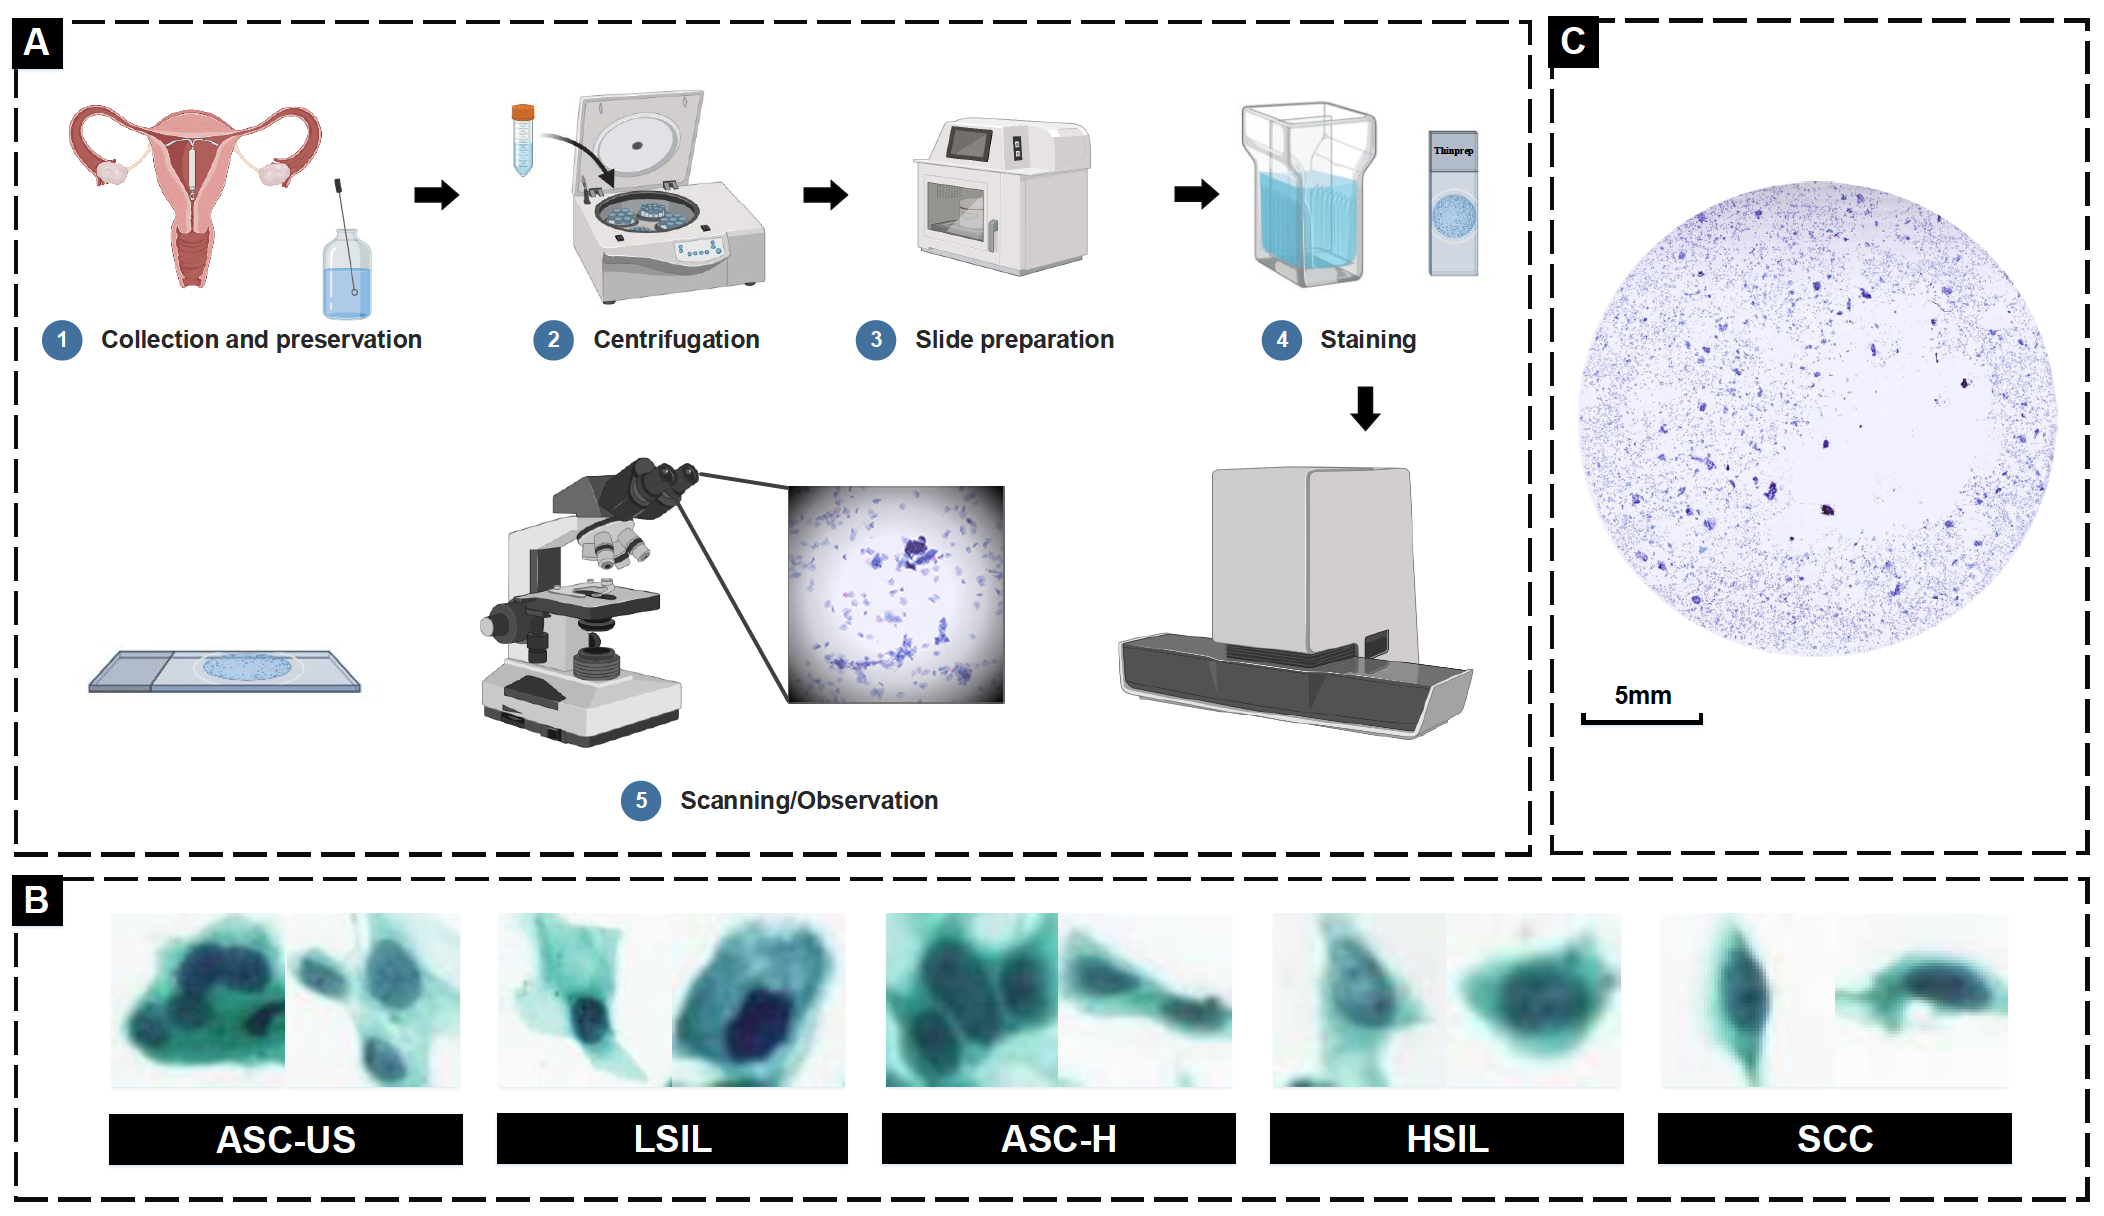 A
Thinprep
1 Collection and preservation
2 Centrifugation
3 Slide preparation
4 Staining
5 Scanning/Observation
C
5mm
B
ASC-US
LSIL
ASC-H
HSIL
SCC